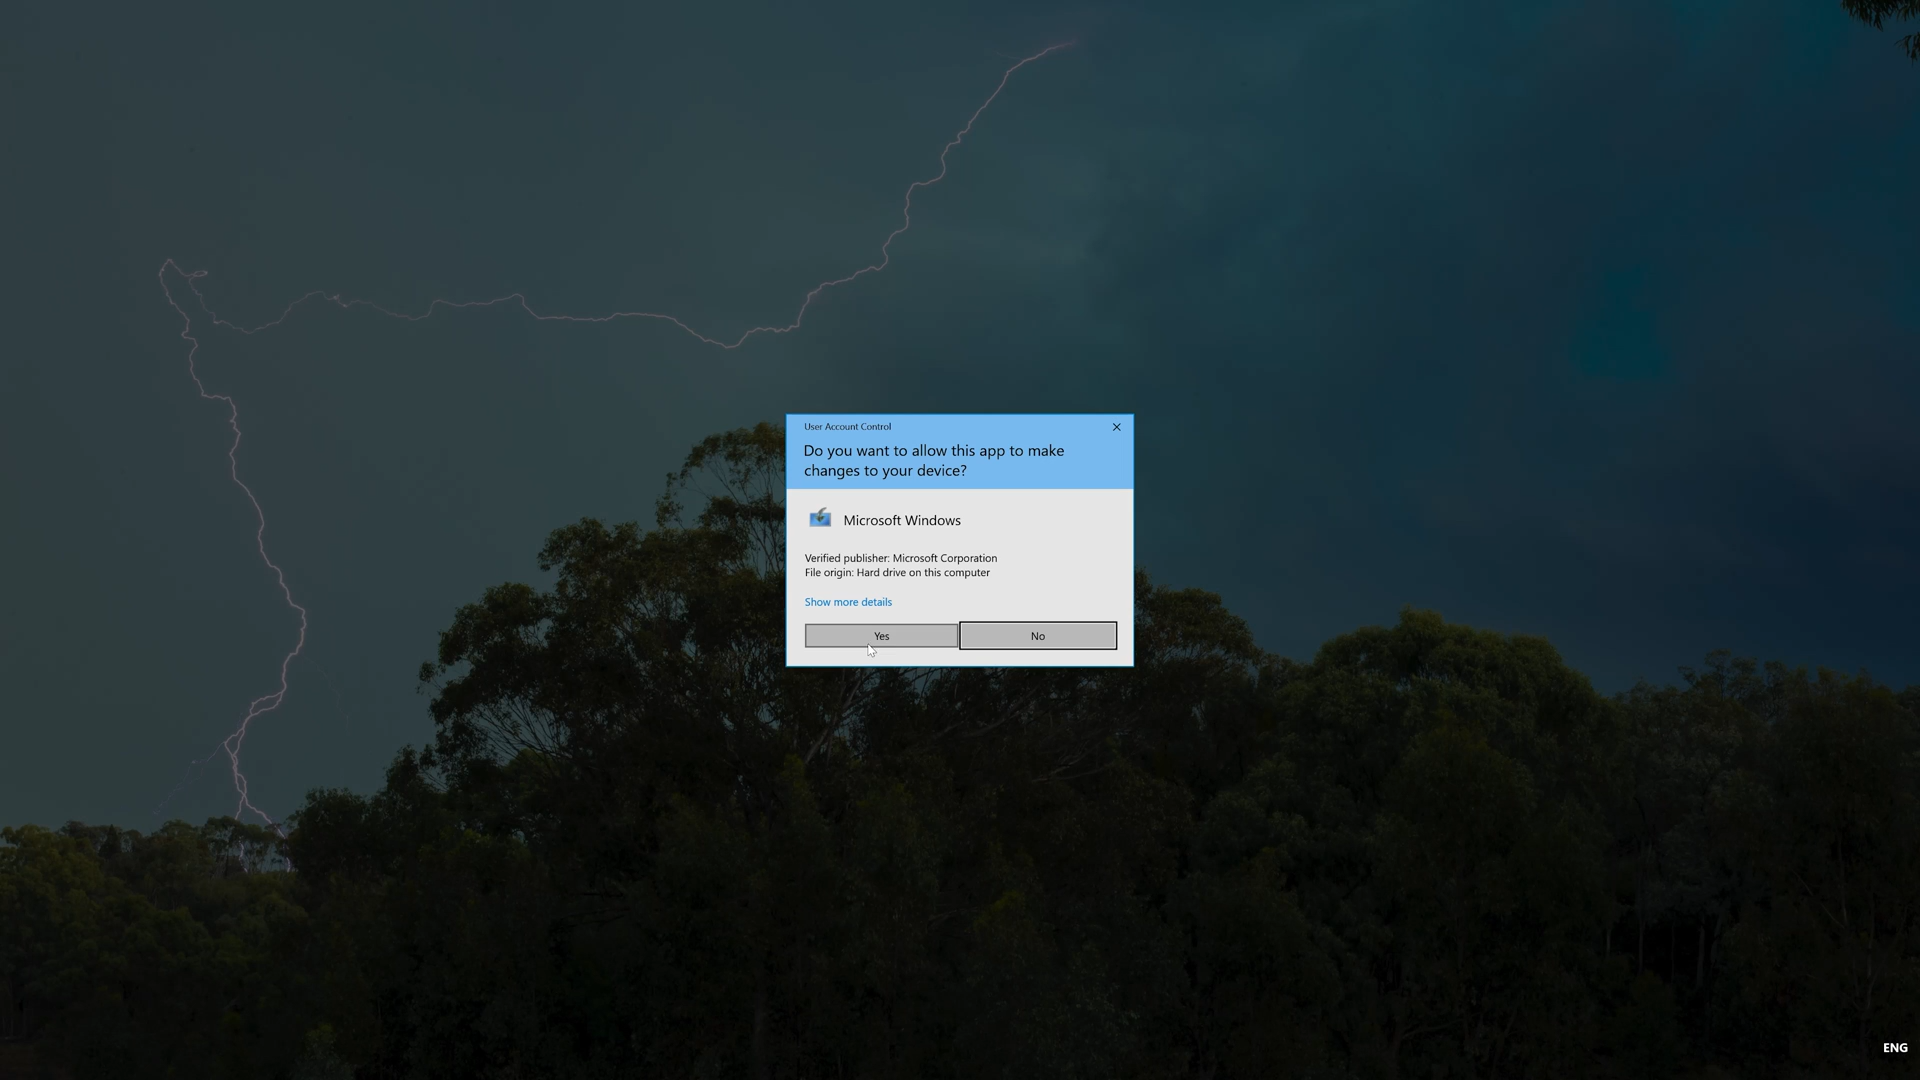 User Account Control
Do you want to allow this app to make
changes to your device?
Microsoft Windows
Verified publisher: Microsoft Corporation
File origin: Hard drive on this computer
Show more details
Yes
No
ENG